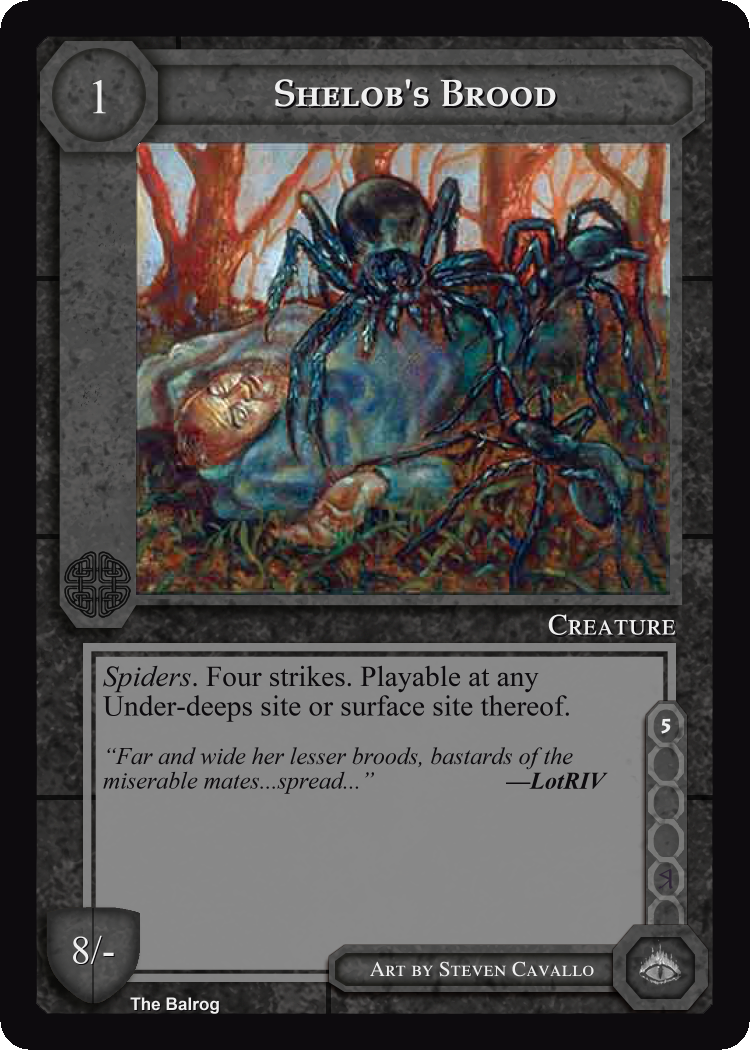 1
Shelob's Brood
Creature
Spiders. Four strikes. Playable at any
Under-deeps site or surface site thereof.
“Far and wide her lesser broods, bastards of the
miserable mates...spread...” —LotRIV
5
8/-
Art by Steven Cavallo
The Balrog